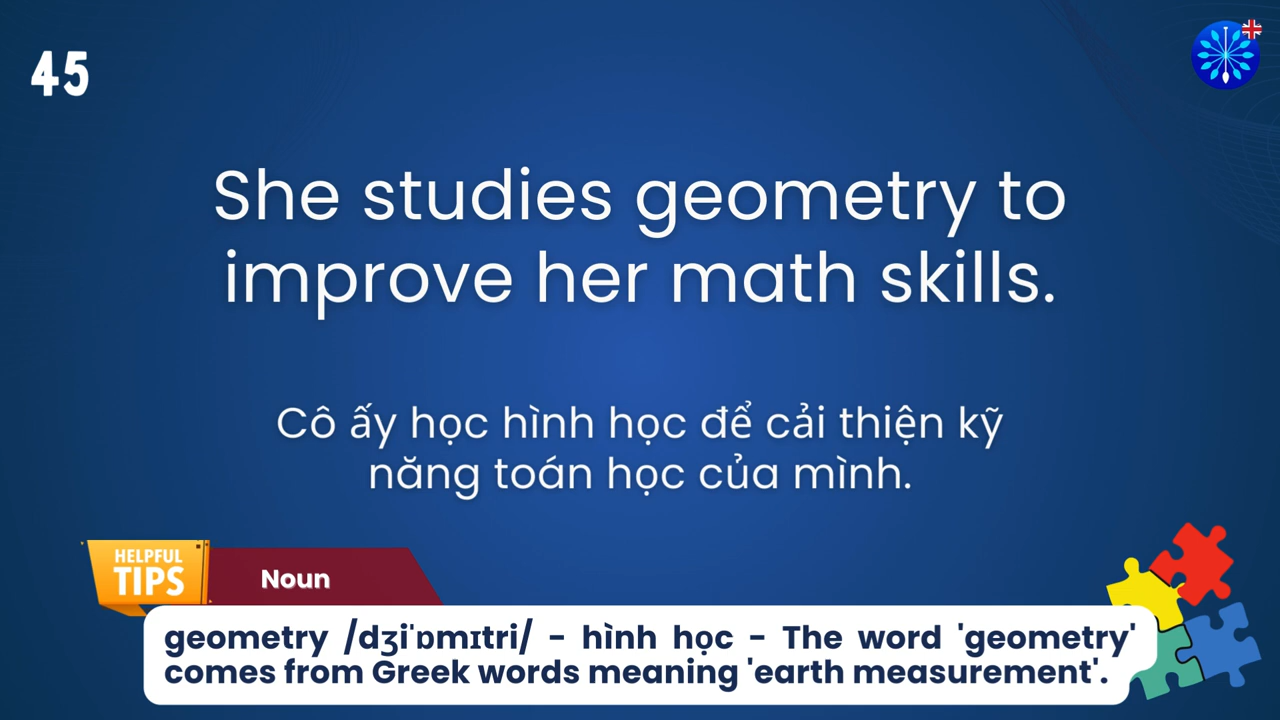 45
She studies geometry to
improve her math skills.
Cô ấy học hình học để cải thiện kỹ
năng toán học của mình.
HELPFUL
TIPS
Noun
geometry /dʒiˈɒmɪtri/ - hình học - The word 'geometry'
comes from Greek words meaning 'earth measurement'.